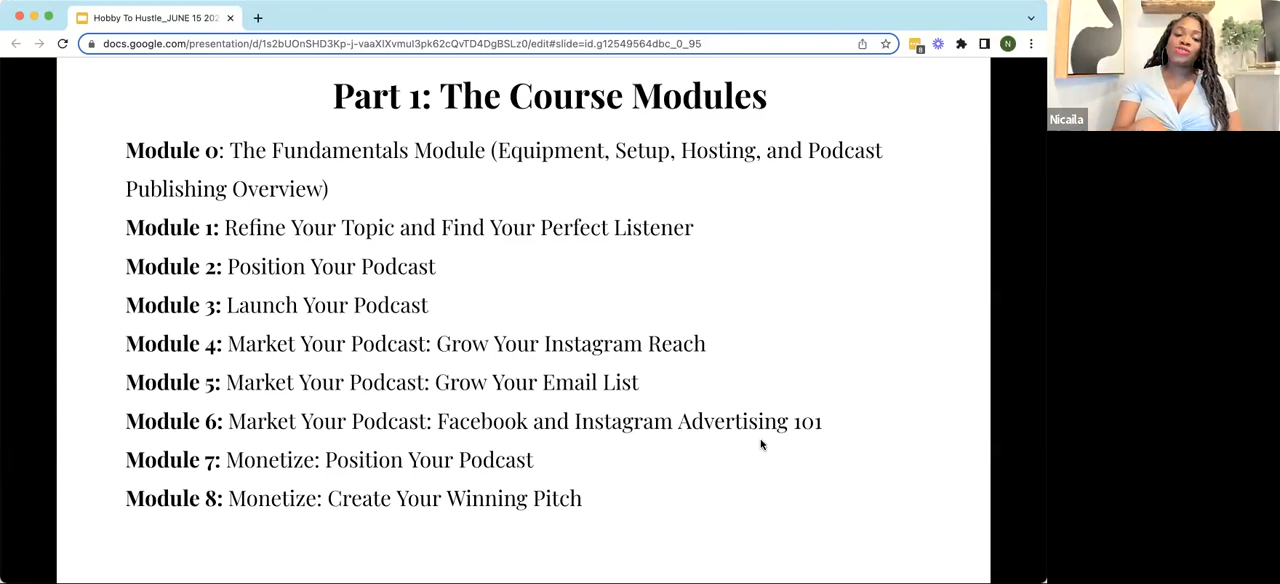 Hobby To Hustle_JUNE 15 202
docs.google.com/presentation/d/1s2bUOnSHD3Kp-j-vaaXIXvmuI3pk62cQvTD4DgBSLz0/edit#slide=id.g12549564dbc_0_95
8
N
Part 1: The Course Modules
Module 0: The Fundamentals Module (Equipment, Setup, Hosting, and Podcast
Publishing Overview)
Module 1: Refine Your Topic and Find Your Perfect Listener
Module 2: Position Your Podcast
Module 3: Launch Your Podcast
Module 4: Market Your Podcast: Grow Your Instagram Reach
Module 5: Market Your Podcast: Grow Your Email List
Module 6: Market Your Podcast: Facebook and Instagram Advertising 101
Module 7: Monetize: Position Your Podcast
Module 8: Monetize: Create Your Winning Pitch
Nicaila